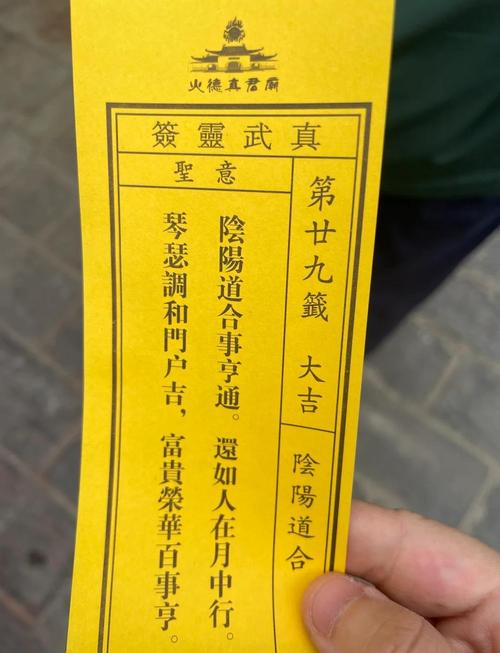 火德真君廟
真武靈簽
第廿九籤 大吉
陰陽道合
聖意
陰陽道合事亨通。還如人在月中行。
琴瑟調和門户吉，富貴榮華百事亨。